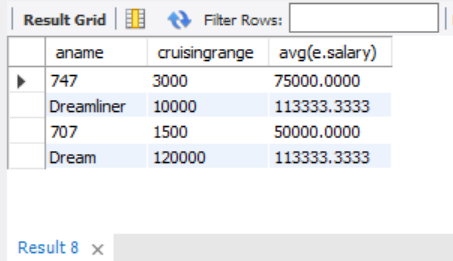 Result Grid Filter Rows:
aname cruisingrange avg(e.salary)
747 3000 75000.0000
Dreamliner 10000 113333.3333
707 1500 50000.0000
Dream 120000 113333.3333
Result 8 ×